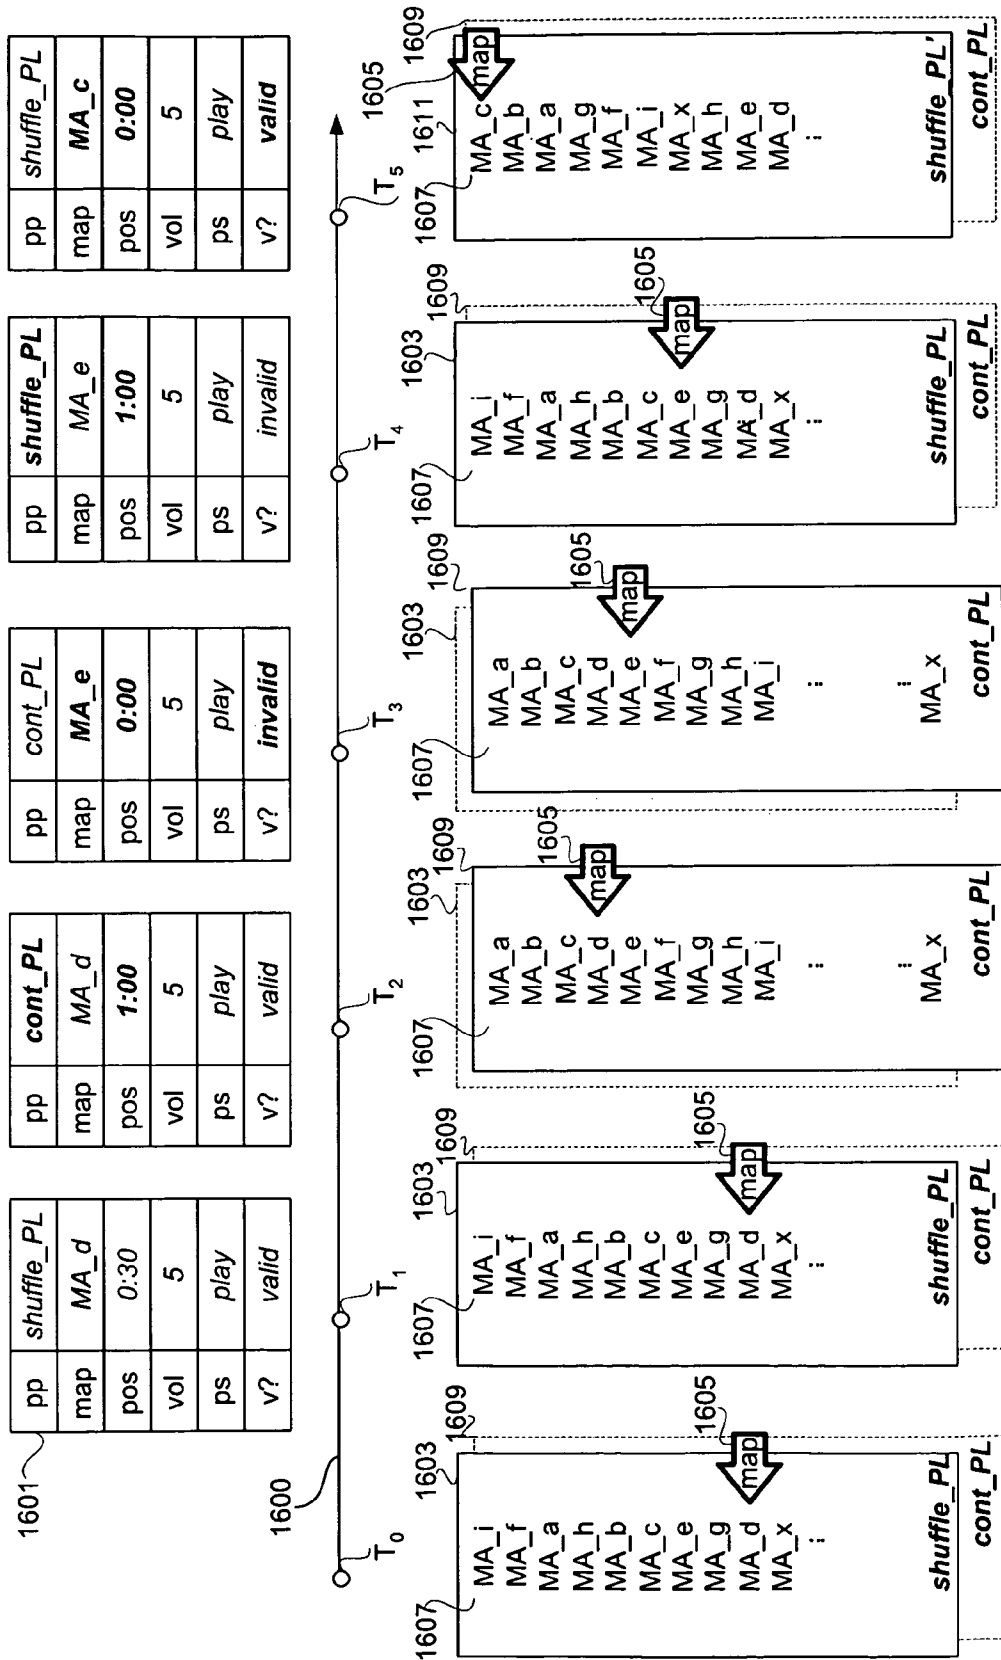 1601
pp shuffle_PL
map MA_d
pos 0:30
vol 5
ps play
v? valid
pp cont_PL
map MA_d
pos 1:00
vol 5
ps play
v? valid
pp cont_PL
map MA_e
pos 0:00
vol 5
ps play
v? invalid
pp shuffle_PL
map MA_e
pos 1:00
vol 5
ps play
v? invalid
pp shuffle_PL
map MA_c
pos 0:00
vol 5
ps play
v? valid
1600
T0
T1
T2
T3
T4
T5
1607
1603
1609
1605
map
MA_i
MA_f
MA_a
MA_h
MA_b
MA_c
MA_e
MA_g
MA_d
MA_x
⋮
shuffle_PL
cont_PL
1607
1603
1609
1605
map
MA_i
MA_f
MA_a
MA_h
MA_b
MA_c
MA_e
MA_g
MA_d
MA_x
⋮
shuffle_PL
cont_PL
1607
1603
1609
1605
map
MA_a
MA_b
MA_c
MA_d
MA_e
MA_f
MA_g
MA_h
MA_i
⋮
⋮
MA_x
cont_PL
1607
1603
1609
1605
map
MA_a
MA_b
MA_c
MA_d
MA_e
MA_f
MA_g
MA_h
MA_i
⋮
⋮
MA_x
cont_PL
1607
1603
1609
1605
map
MA_i
MA_f
MA_a
MA_h
MA_b
MA_c
MA_e
MA_g
MA_d
MA_x
⋮
shuffle_PL
cont_PL
1607
1611
1605
1609
map
MA_c
MA_b
MA_a
MA_g
MA_f
MA_i
MA_x
MA_h
MA_e
MA_d
⋮
shuffle_PL'
cont_PL